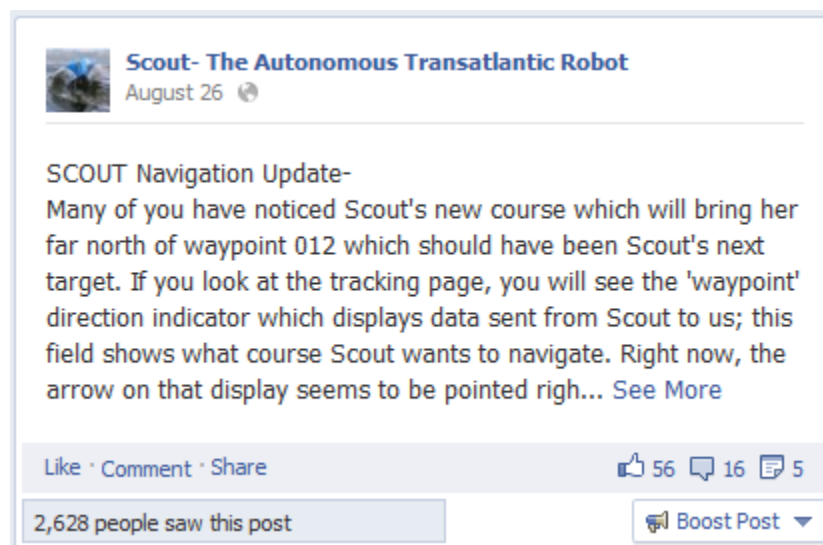 Scout- The Autonomous Transatlantic Robot
August 26
SCOUT Navigation Update-
Many of you have noticed Scout's new course which will bring her
far north of waypoint 012 which should have been Scout's next
target. If you look at the tracking page, you will see the 'waypoint'
direction indicator which displays data sent from Scout to us; this
field shows what course Scout wants to navigate. Right now, the
arrow on that display seems to be pointed righ... See More
Like · Comment · Share 56 16 5
2,628 people saw this post Boost Post